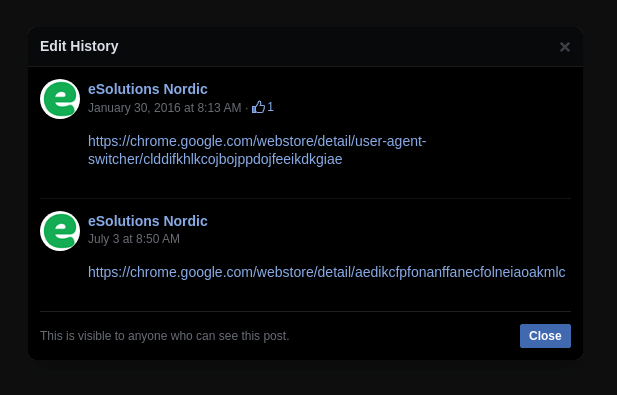 Edit History
eSolutions Nordic
January 30, 2016 at 8:13 AM · 1
https://chrome.google.com/webstore/detail/user-agent-
switcher/clddifkhlkcojbojppdojfeeikdkgiae
eSolutions Nordic
July 3 at 8:50 AM
https://chrome.google.com/webstore/detail/aedikcfpfonanffanecfolneiaoakmlc
This is visible to anyone who can see this post.
Close